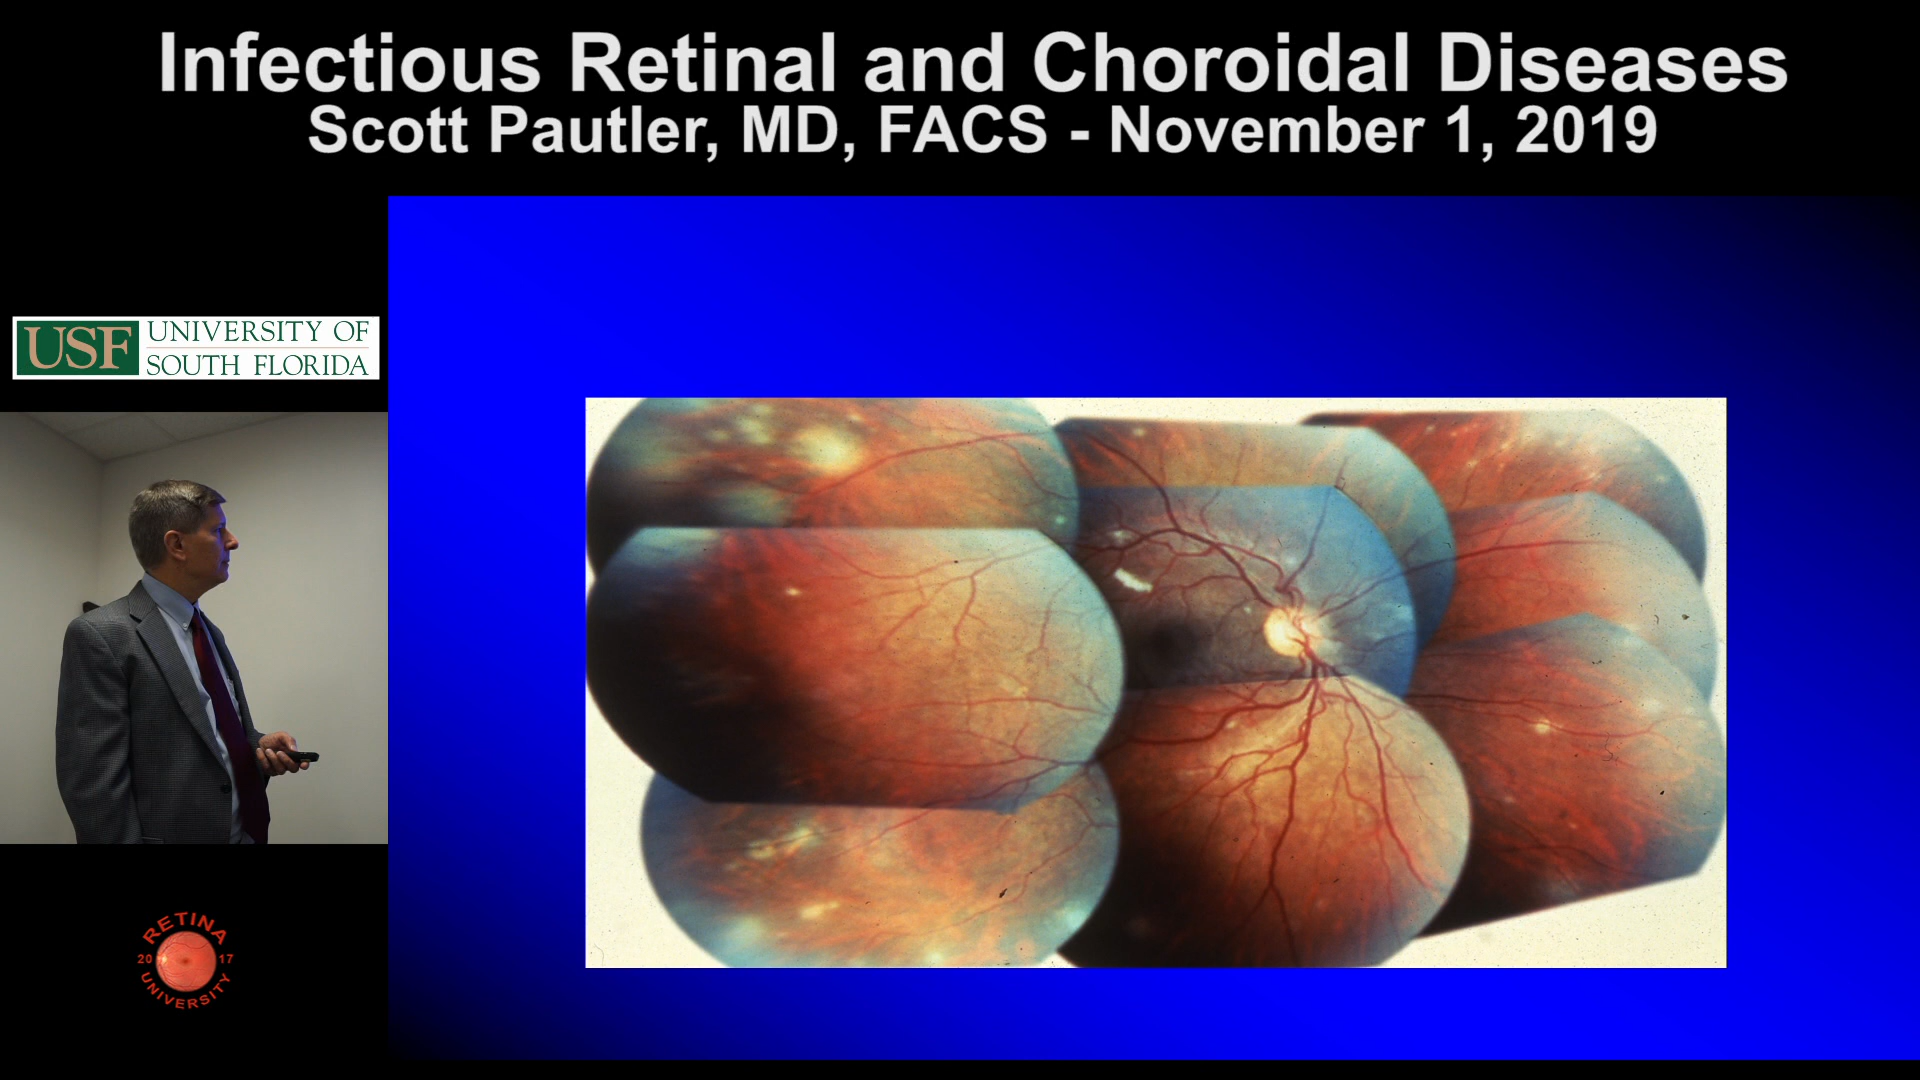 Infectious Retinal and Choroidal Diseases
Scott Pautler, MD, FACS - November 1, 2019
USF UNIVERSITY OF
SOUTH FLORIDA
RETINA
20 17
UNIVERSITY